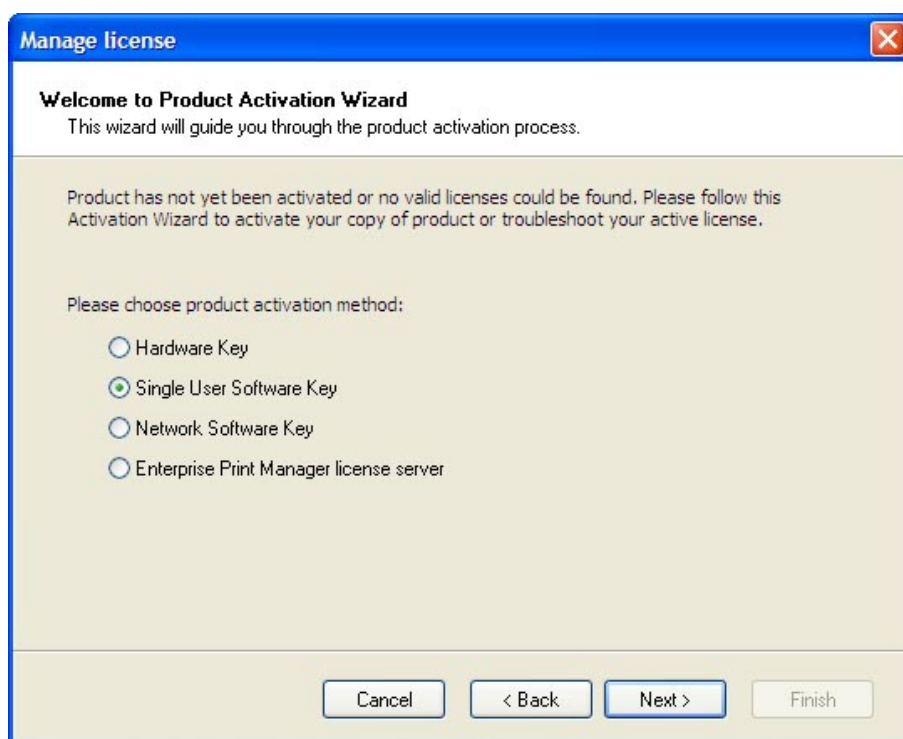 Manage license
Welcome to Product Activation Wizard
This wizard will guide you through the product activation process.
Product has not yet been activated or no valid licenses could be found. Please follow this
Activation Wizard to activate your copy of product or troubleshoot your active license.
Please choose product activation method:
Hardware Key
Single User Software Key
Network Software Key
Enterprise Print Manager license server
Cancel
< Back
Next >
Finish